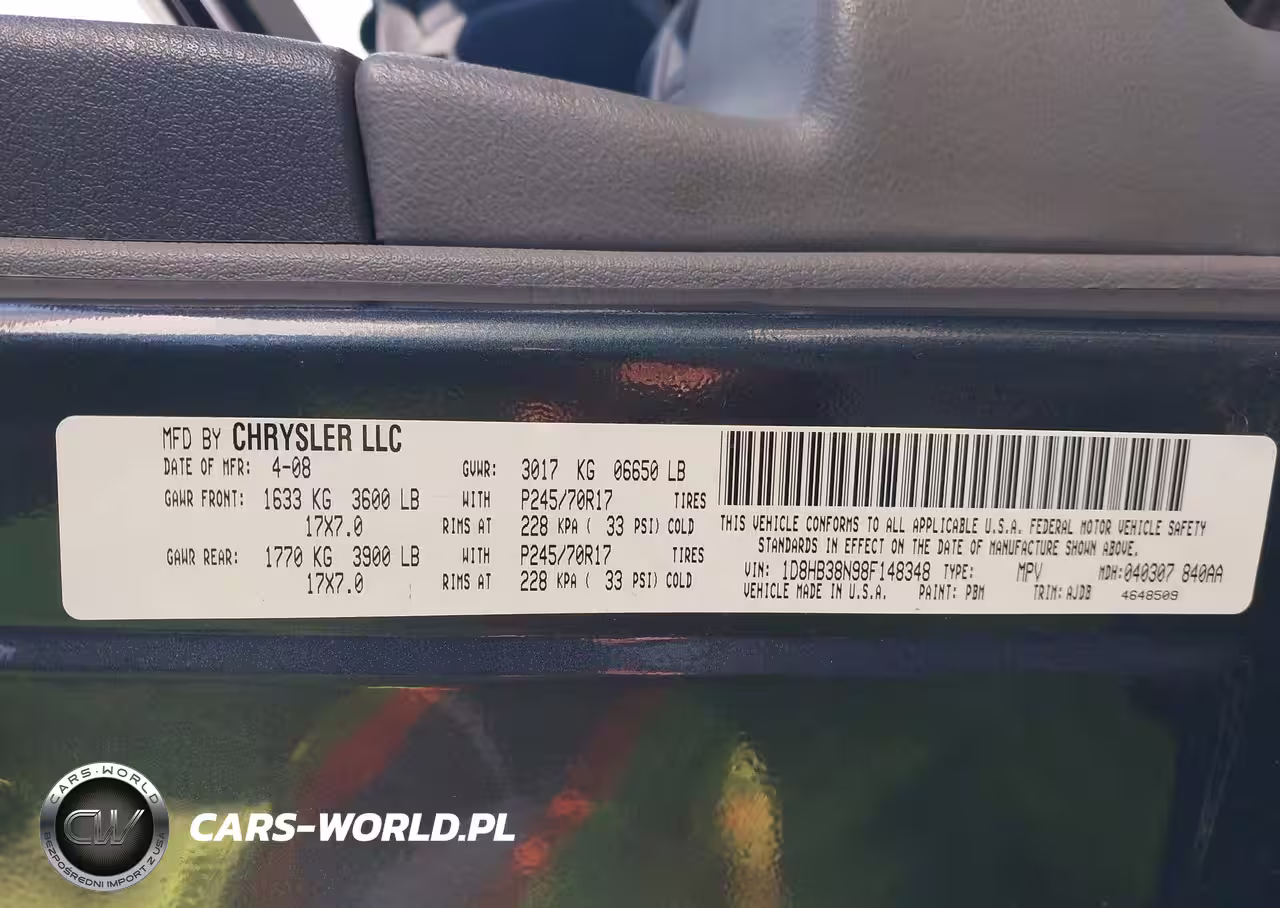 MFD BY CHRYSLER LLC
DATE OF MFR: 4-08 GVWR: 3017 KG 06650 LB
GAWR FRONT: 1633 KG 3600 LB WITH P245/70R17 TIRES
17X7.0 RIMS AT 228 KPA ( 33 PSI) COLD
GAWR REAR: 1770 KG 3900 LB WITH P245/70R17 TIRES
17X7.0 RIMS AT 228 KPA ( 33 PSI) COLD
THIS VEHICLE CONFORMS TO ALL APPLICABLE U.S.A. FEDERAL MOTOR VEHICLE SAFETY
STANDARDS IN EFFECT ON THE DATE OF MANUFACTURE SHOWN ABOVE.
VIN: 1D8HB38N98F148348 TYPE: MPV MDH:040307 840AA
VEHICLE MADE IN U.S.A. PAINT: PBM TRIM: AJDB 4648509
CARS-WORLD
CW
BEZPOŚREDNI IMPORT Z USA
CARS-WORLD.PL